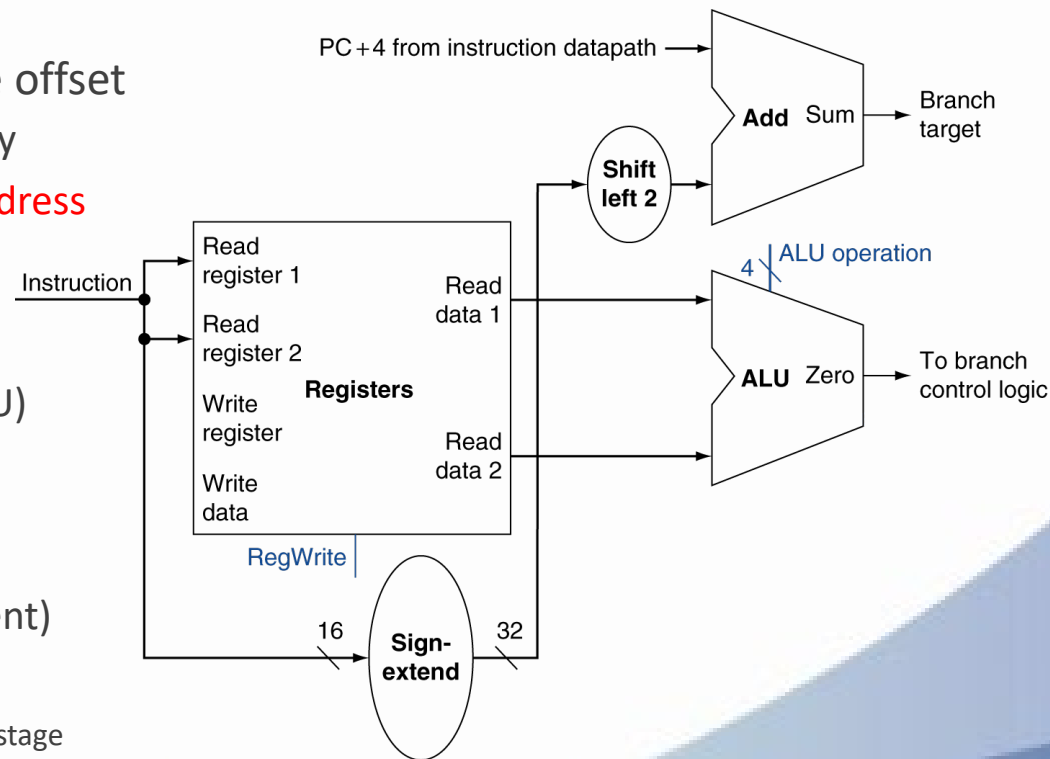 offset
y
dress
U)
ent)
stage
PC+4 from instruction datapath
Add Sum
Branch
target
Shift
left 2
Instruction
Read
register 1
Read
data 1
Read
register 2
Registers
Write
register
Read
data 2
Write
data
RegWrite
4
ALU operation
ALU Zero
To branch
control logic
16
Sign-
extend
32